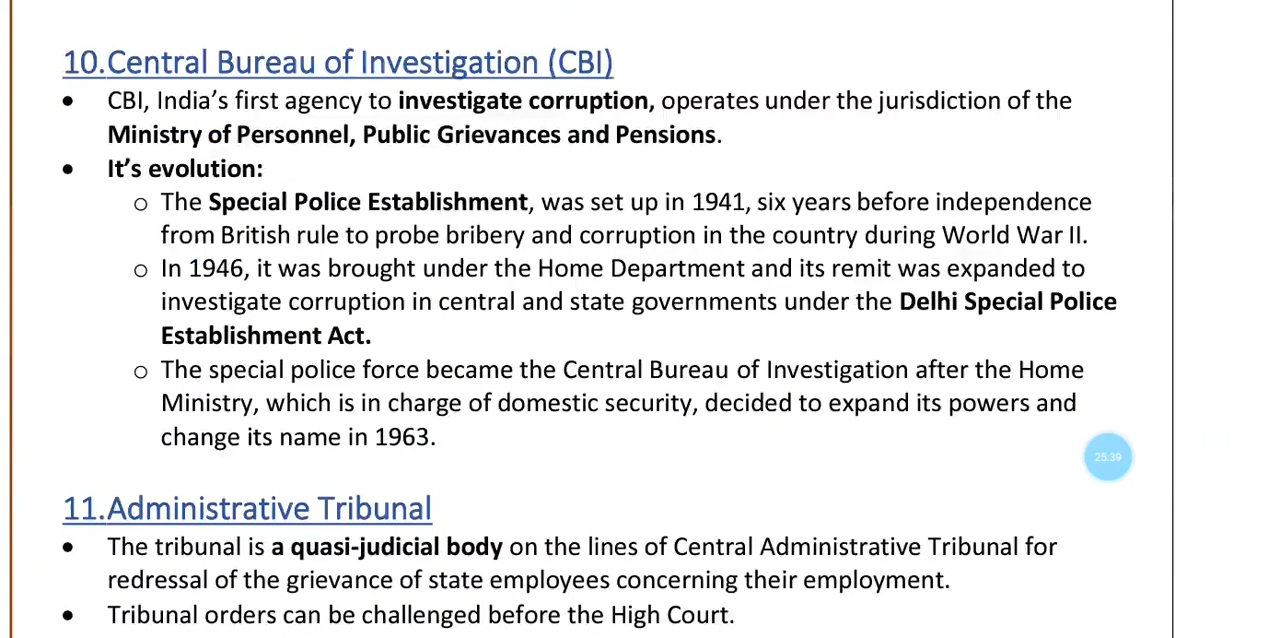 10.Central Bureau of Investigation (CBI)
• CBI, India's first agency to investigate corruption, operates under the jurisdiction of the
Ministry of Personnel, Public Grievances and Pensions.
• It's evolution:
o The Special Police Establishment, was set up in 1941, six years before independence
from British rule to probe bribery and corruption in the country during World War II.
o In 1946, it was brought under the Home Department and its remit was expanded to
investigate corruption in central and state governments under the Delhi Special Police
Establishment Act.
o The special police force became the Central Bureau of Investigation after the Home
Ministry, which is in charge of domestic security, decided to expand its powers and
change its name in 1963.
25:39
11.Administrative Tribunal
• The tribunal is a quasi-judicial body on the lines of Central Administrative Tribunal for
redressal of the grievance of state employees concerning their employment.
• Tribunal orders can be challenged before the High Court.